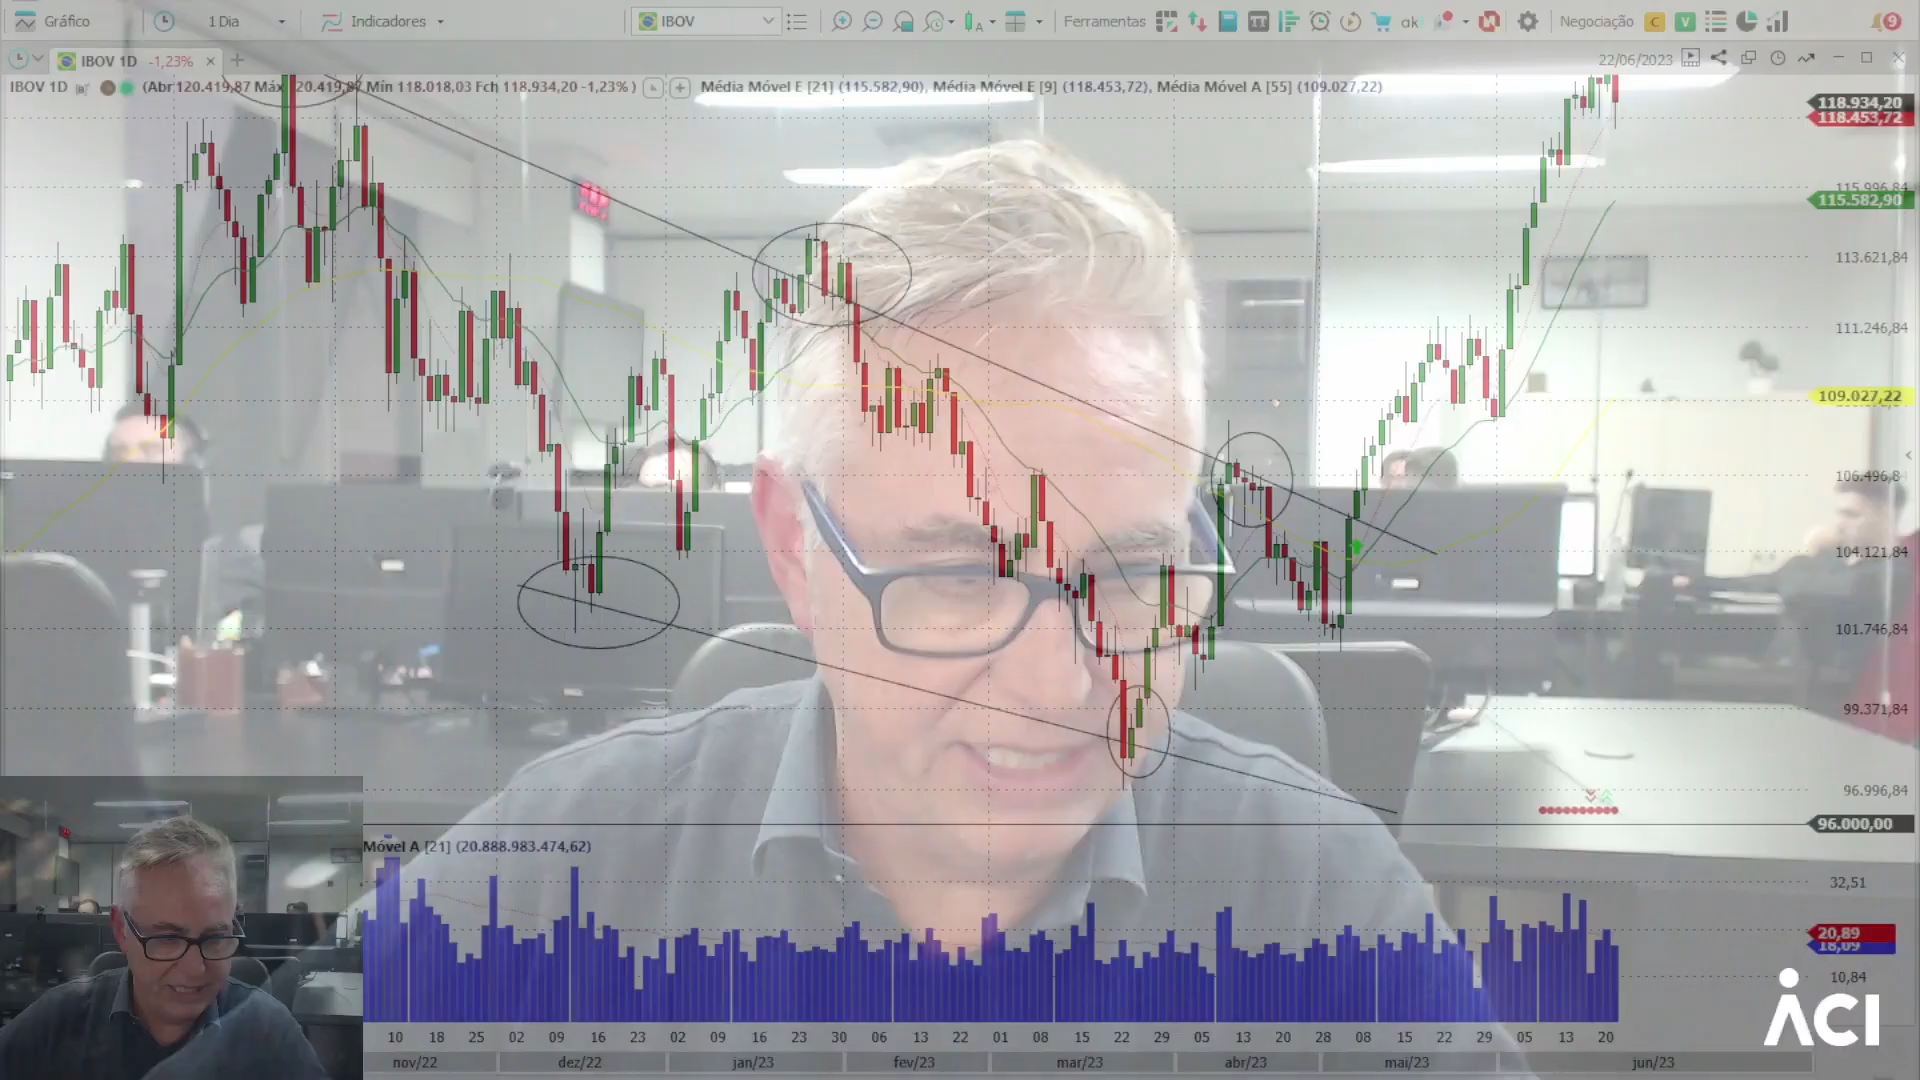 Gráfico 1 Dia Indicadores IBOV Ferramentas Negociação C V 9
IBOV 1D -1,23% 22/06/2023
IBOV 1D (Abr 120.419,87 Máx 120.419,87 Mín 118.018,03 Fch 118.934,20 -1,23% ) Média Móvel E [21] (115.582,90), Média Móvel E [9] (118.453,72), Média Móvel A [55] (109.027,22)
118.934,20
118.453,72
115.996,84
115.582,90
113.621,84
111.246,84
109.027,22
106.496,84
104.121,84
101.746,84
99.371,84
96.996,84
96.000,00
Móvel A [21] (20.888.983.474,62)
32,51
20,89
18,09
10,84
ACI
10 18 25 02 09 16 23 02 09 16 23 30 06 13 22 01 08 15 22 29 05 13 20 28 08 15 22 29 05 13 20
nov/22 dez/22 jan/23 fev/23 mar/23 abr/23 mai/23 jun/23